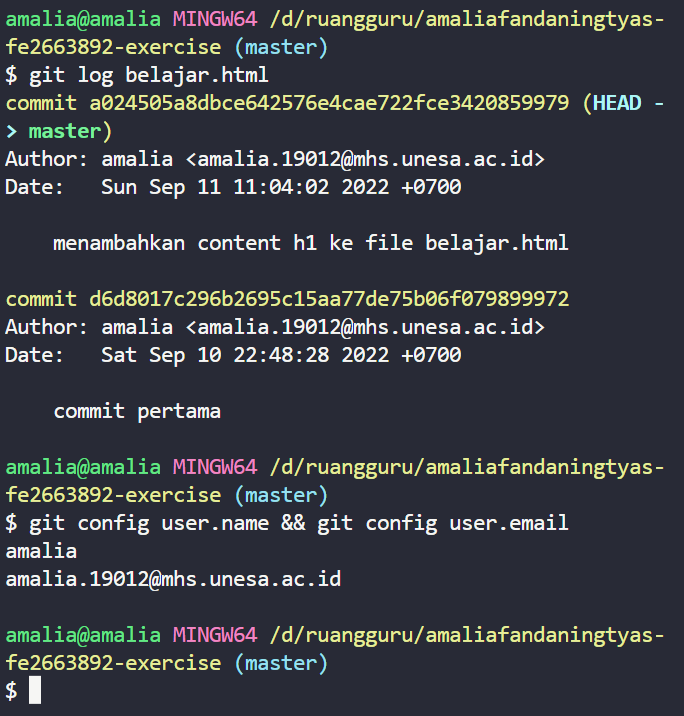 amalia@amalia MINGW64 /d/ruangguru/amaliafandaningtyas-
fe2663892-exercise (master)
$ git log belajar.html
commit a024505a8dbce642576e4cae722fce3420859979 (HEAD -
> master)
Author: amalia <amalia.19012@mhs.unesa.ac.id>
Date:   Sun Sep 11 11:04:02 2022 +0700

    menambahkan content h1 ke file belajar.html

commit d6d8017c296b2695c15aa77de75b06f079899972
Author: amalia <amalia.19012@mhs.unesa.ac.id>
Date:   Sat Sep 10 22:48:28 2022 +0700

    commit pertama

amalia@amalia MINGW64 /d/ruangguru/amaliafandaningtyas-
fe2663892-exercise (master)
$ git config user.name && git config user.email
amalia
amalia.19012@mhs.unesa.ac.id

amalia@amalia MINGW64 /d/ruangguru/amaliafandaningtyas-
fe2663892-exercise (master)
$